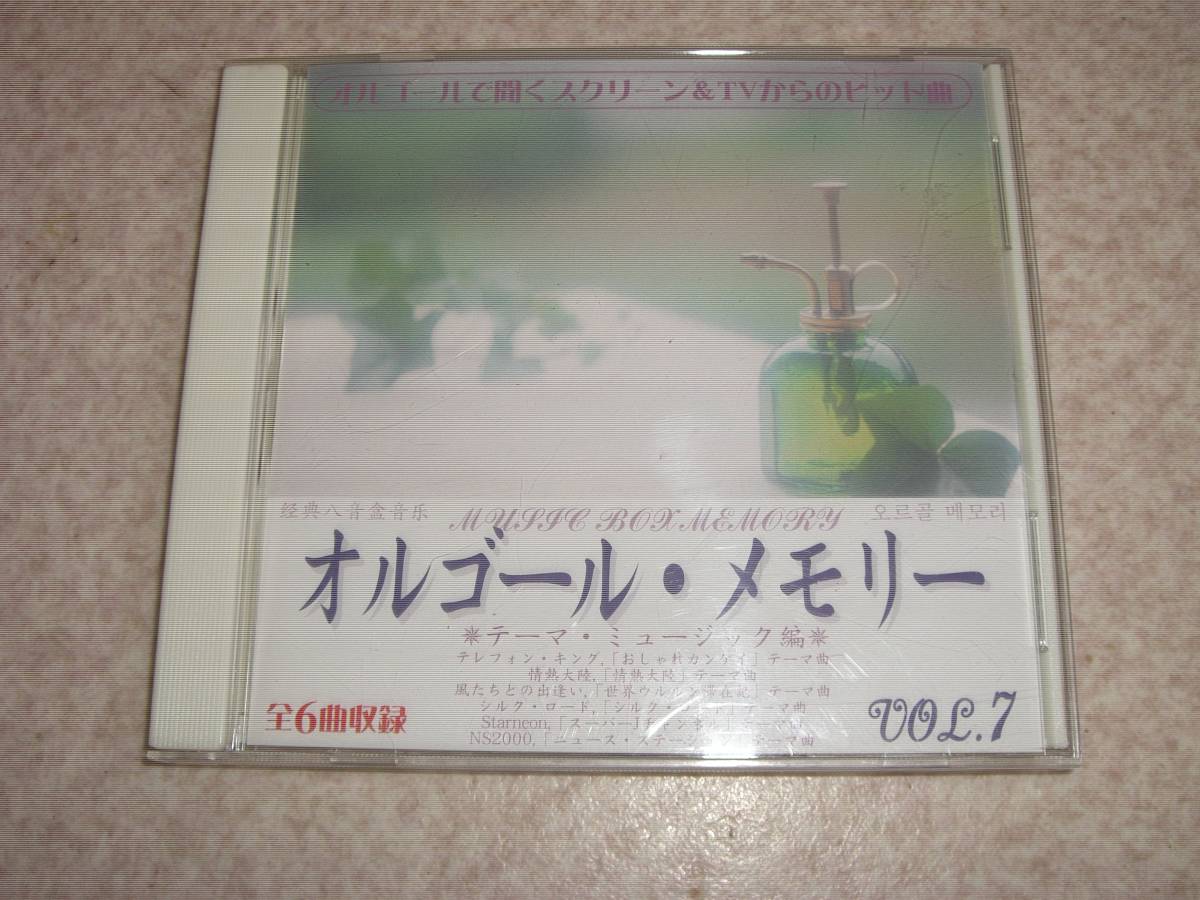 オルゴールで聞くスクリーン&TVからのヒット曲
经典八音盒音乐 MUSIC BOX MEMORY 오르골 메모리
オルゴール・メモリー
＊テーマ・ミュージック編＊
テレフォン・キング,「おしゃれカンケイ」テーマ曲
情熱大陸,「情熱大陸」テーマ曲
風たちとの出逢い,「世界ウルルン滞在記」テーマ曲
シルク・ロード,「シルク・ テーマ曲
Starneon,「スーパーJチャンネル」テーマ曲
NS2000,「ニュース・ステーション」テーマ曲
全6曲収録
VOL.7